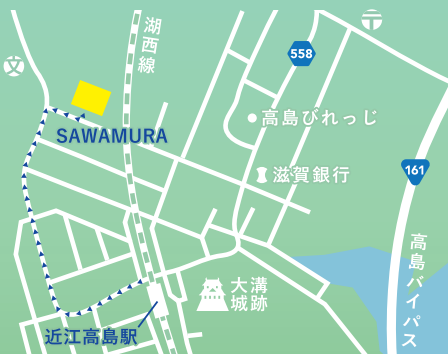 湖西線
558
高島びれっじ
SAWAMURA
滋賀銀行
161
高島バイパス
大溝
城跡
近江高島駅